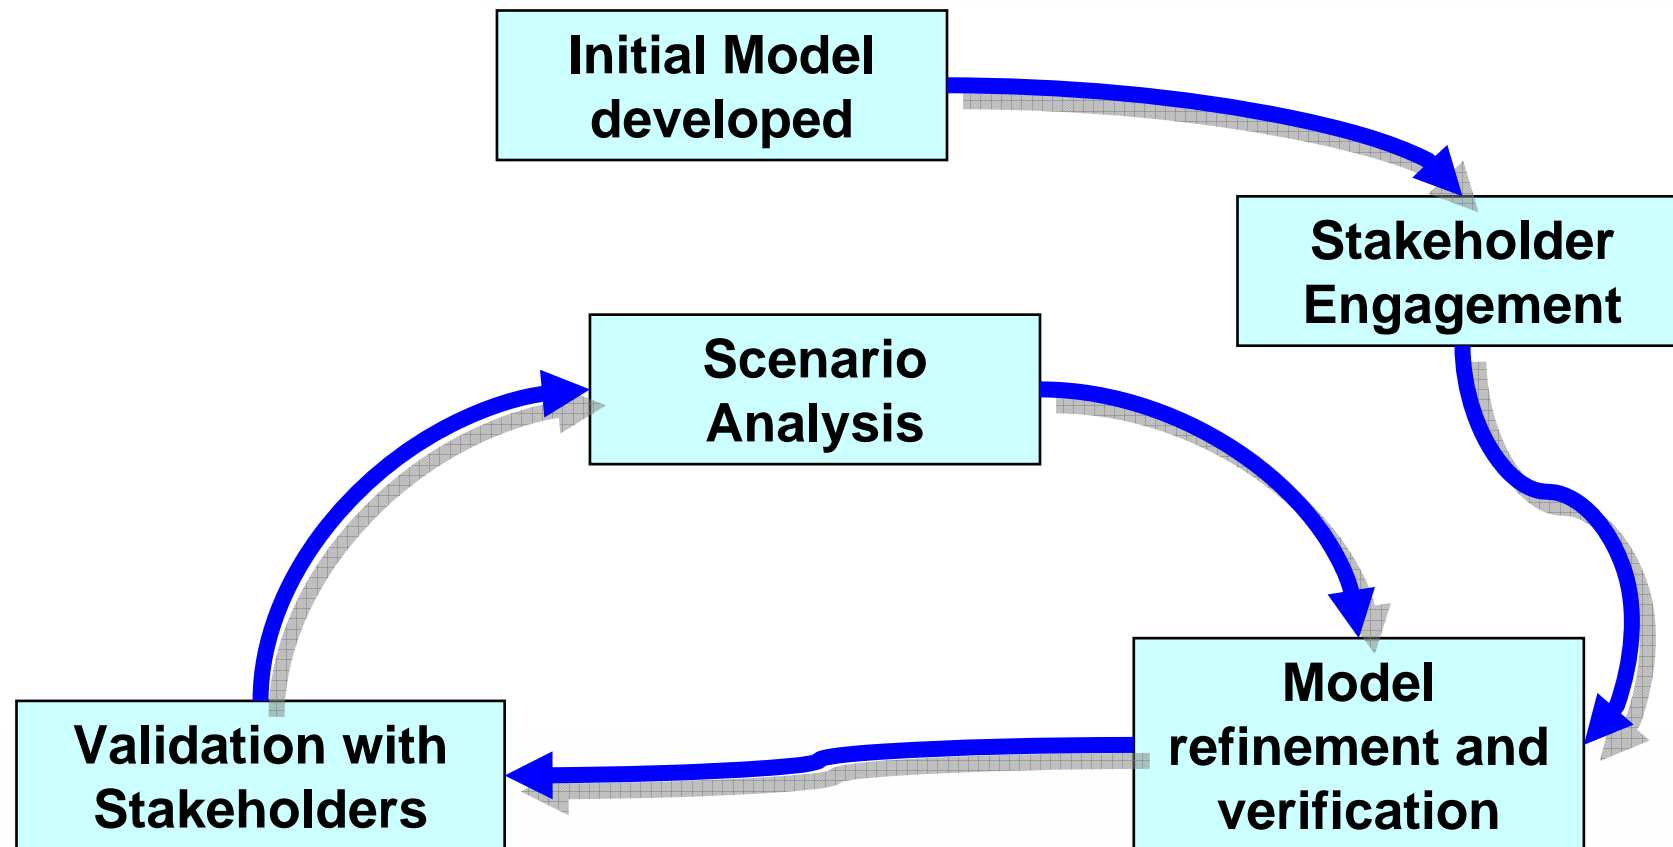 Initial Model
developed
Stakeholder
Engagement
Scenario
Analysis
Model
refinement and
verification
Validation with
Stakeholders